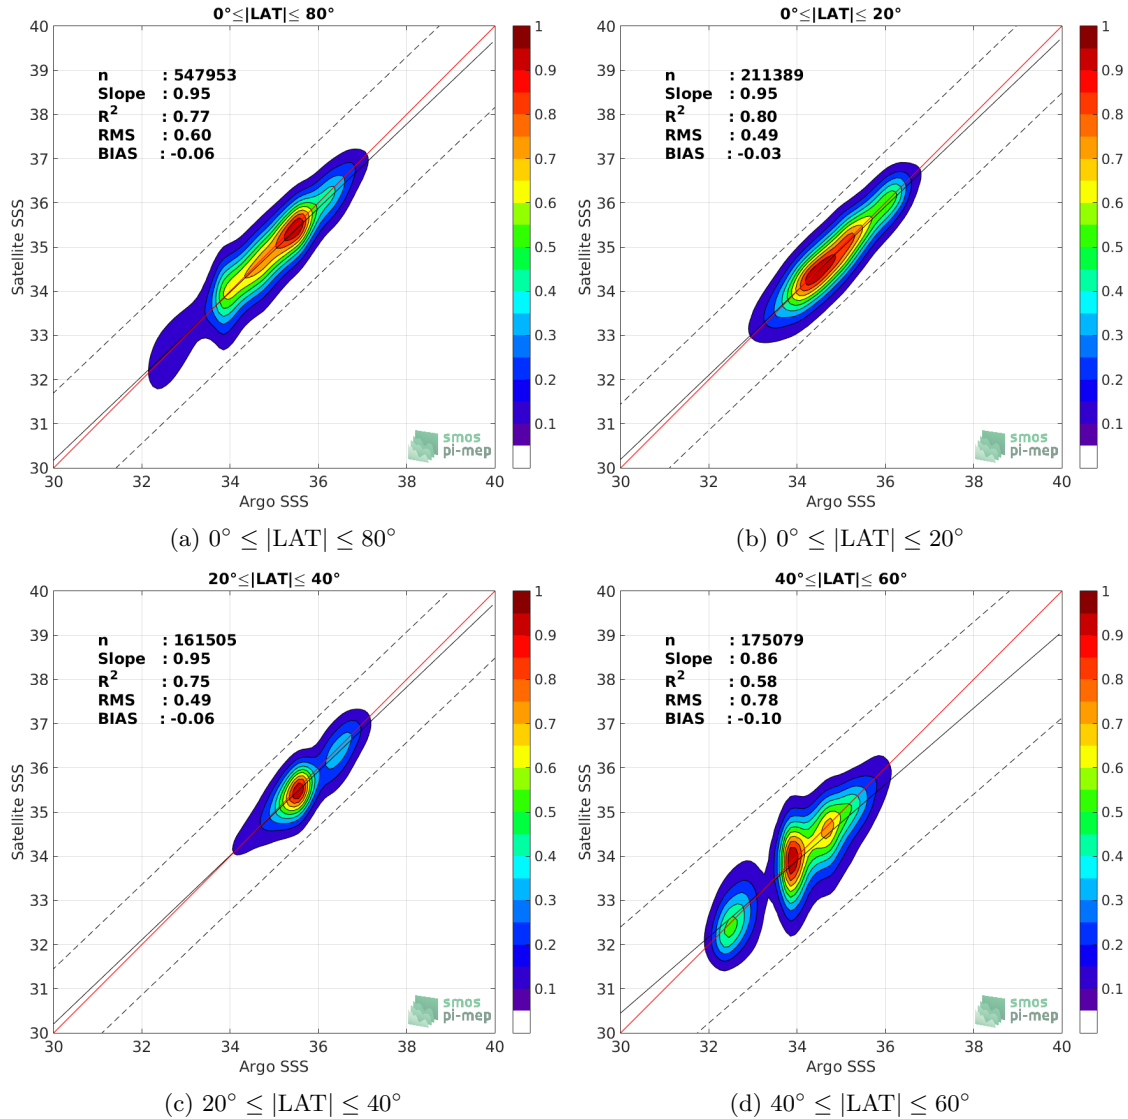 0°≤|LAT|≤ 80°
40
39
38
37
36
35
34
33
32
31
30
Satellite SSS
n : 547953
Slope : 0.95
R² : 0.77
RMS : 0.60
BIAS : -0.06
smos
pi-mep
30 32 34 36 38 40
Argo SSS
1
0.9
0.8
0.7
0.6
0.5
0.4
0.3
0.2
0.1
(a) 0° ≤ |LAT| ≤ 80°
0°≤|LAT|≤ 20°
40
39
38
37
36
35
34
33
32
31
30
Satellite SSS
n : 211389
Slope : 0.95
R² : 0.80
RMS : 0.49
BIAS : -0.03
smos
pi-mep
30 32 34 36 38 40
Argo SSS
1
0.9
0.8
0.7
0.6
0.5
0.4
0.3
0.2
0.1
(b) 0° ≤ |LAT| ≤ 20°
20°≤|LAT|≤ 40°
40
39
38
37
36
35
34
33
32
31
30
Satellite SSS
n : 161505
Slope : 0.95
R² : 0.75
RMS : 0.49
BIAS : -0.06
smos
pi-mep
30 32 34 36 38 40
Argo SSS
1
0.9
0.8
0.7
0.6
0.5
0.4
0.3
0.2
0.1
(c) 20° ≤ |LAT| ≤ 40°
40°≤|LAT|≤ 60°
40
39
38
37
36
35
34
33
32
31
30
Satellite SSS
n : 175079
Slope : 0.86
R² : 0.58
RMS : 0.78
BIAS : -0.10
smos
pi-mep
30 32 34 36 38 40
Argo SSS
1
0.9
0.8
0.7
0.6
0.5
0.4
0.3
0.2
0.1
(d) 40° ≤ |LAT| ≤ 60°